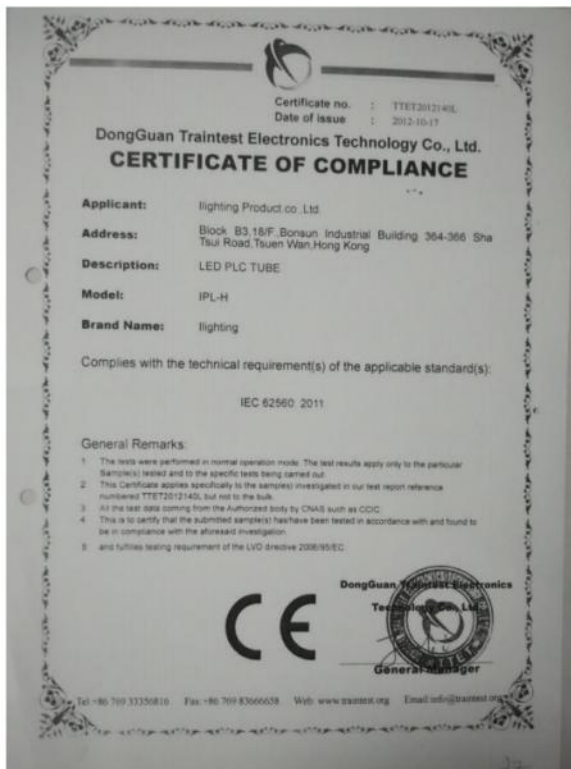 Certificate no. : TTET2012140L
Date of issue : 2012-10-17
DongGuan Traintest Electronics Technology Co., Ltd.
CERTIFICATE OF COMPLIANCE
Applicant: Ilighting Product co.,Ltd
Address: Block B3,18/F.,Bonsun Industrial Building 364-366 Sha
Tsui Road,Tsuen Wan,Hong Kong
Description: LED PLC TUBE
Model: IPL-H
Brand Name: Ilighting
Complies with the technical requirement(s) of the applicable standard(s):
IEC 62560: 2011
General Remarks:
1 The tests were performed in normal operation mode. The test results apply only to the particular
Sample(s) tested and to the specific tests being carried out.
2 This Certificate applies specifically to the sample(s) investigated in our test report reference
numbered TTET2012140L, but not to the bulk.
3 All the test data coming from the Authorized body by CNAS such as CCIC.
4 This is to certify that the submitted sample(s) has/have been tested in accordance with and found to
be in compliance with the aforesaid investigation.
5 and fulfilles testing requirement of the LVD directive 2006/95/EC.
DongGuan Traintest Electronics
Technology Co., Ltd
CE
General Manager
Tel:+86 769 33356816 Fax:+86 769 83666658 Web: www.traintest.org Email:info@traintest.org